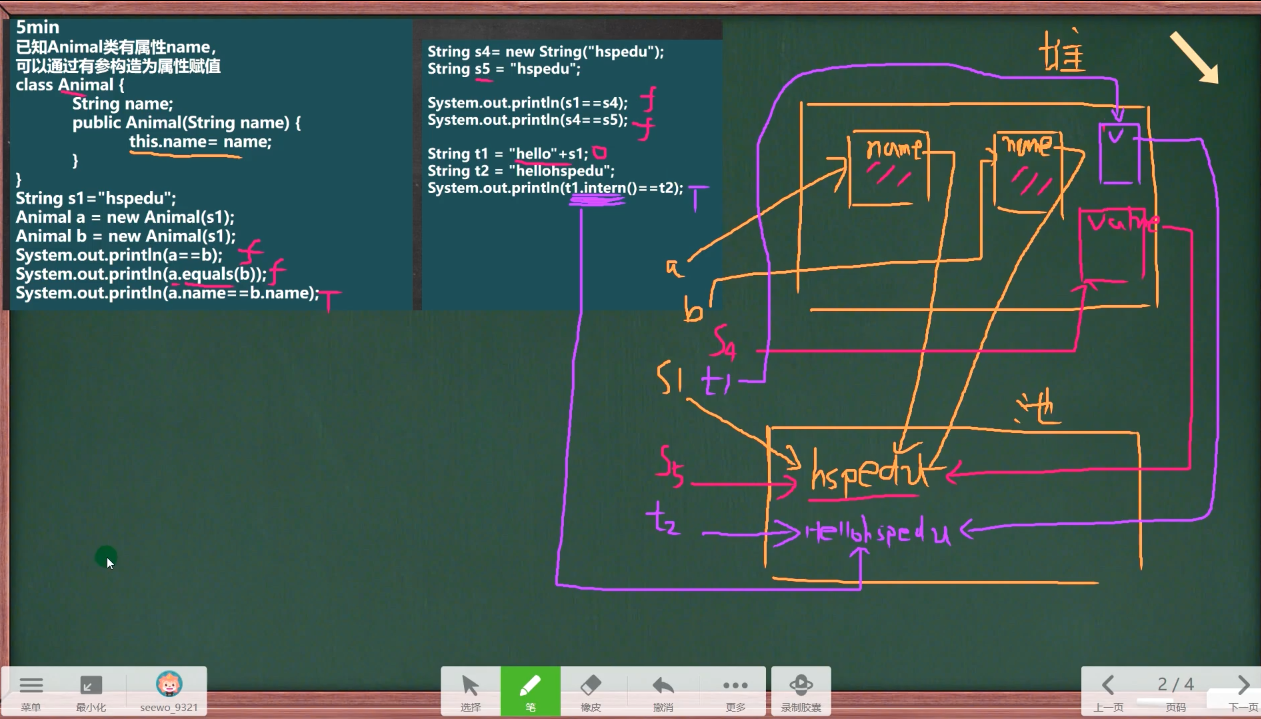 5min
已知Animal类有属性name，
可以通过有参构造为属性赋值
class Animal {
String name;
public Animal(String name) {
this.name= name;
}
}
String s1="hspedu";
Animal a = new Animal(s1);
Animal b = new Animal(s1);
System.out.println(a==b); f
System.out.println(a.equals(b)); f
System.out.println(a.name==b.name); T
String s4= new String("hspedu");
String s5 = "hspedu";
System.out.println(s1==s4); f
System.out.println(s4==s5); f
String t1 = "hello"+s1;
String t2 = "hellohspedu";
System.out.println(t1.intern()==t2); T
堆
name
name
v
value
a
b
S4
S1 t1
池
S5
hspedu
t2
Hellohspedu
菜单
最小化
seewo_9321
选择
笔
橡皮
撤消
更多
录制胶囊
上一页
2 / 4
页码
下一页